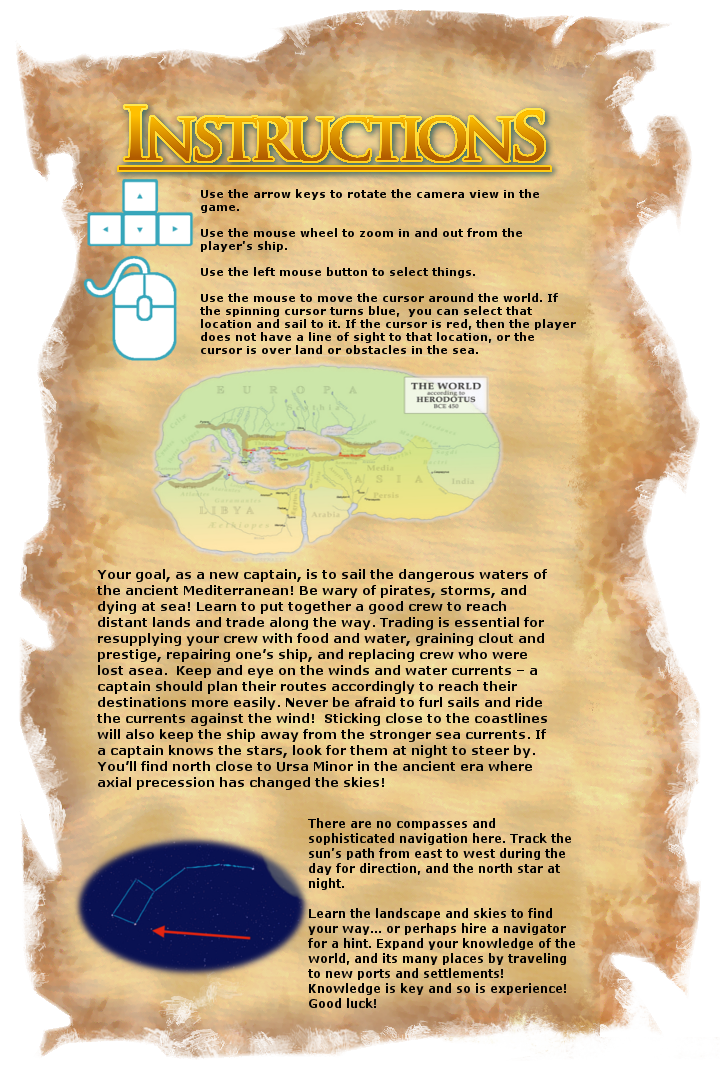 INSTRUCTIONS
Use the arrow keys to rotate the camera view in the
game.
Use the mouse wheel to zoom in and out from the
player's ship.
Use the left mouse button to select things.
Use the mouse to move the cursor around the world. If
the spinning cursor turns blue,  you can select that
location and sail to it. If the cursor is red, then the player
does not have a line of sight to that location, or the
cursor is over land or obstacles in the sea.
THE WORLD
according to
HERODOTUS
BCE 450
EUROPA
Media
ASIA
India
Persis
LIBYA
Arabia
Ethiopia
Your goal, as a new captain, is to sail the dangerous waters of
the ancient Mediterranean! Be wary of pirates, storms, and
dying at sea! Learn to put together a good crew to reach
distant lands and trade along the way. Trading is essential for
resupplying your crew with food and water, graining clout and
prestige, repairing one's ship, and replacing crew who were
lost asea.  Keep and eye on the winds and water currents – a
captain should plan their routes accordingly to reach their
destinations more easily. Never be afraid to furl sails and ride
the currents against the wind!  Sticking close to the coastlines
will also keep the ship away from the stronger sea currents. If
a captain knows the stars, look for them at night to steer by.
You'll find north close to Ursa Minor in the ancient era where
axial precession has changed the skies!
There are no compasses and
sophisticated navigation here. Track the
sun's path from east to west during the
day for direction, and the north star at
night.
Learn the landscape and skies to find
your way... or perhaps hire a navigator
for a hint. Expand your knowledge of the
world, and its many places by traveling
to new ports and settlements!
Knowledge is key and so is experience!
Good luck!